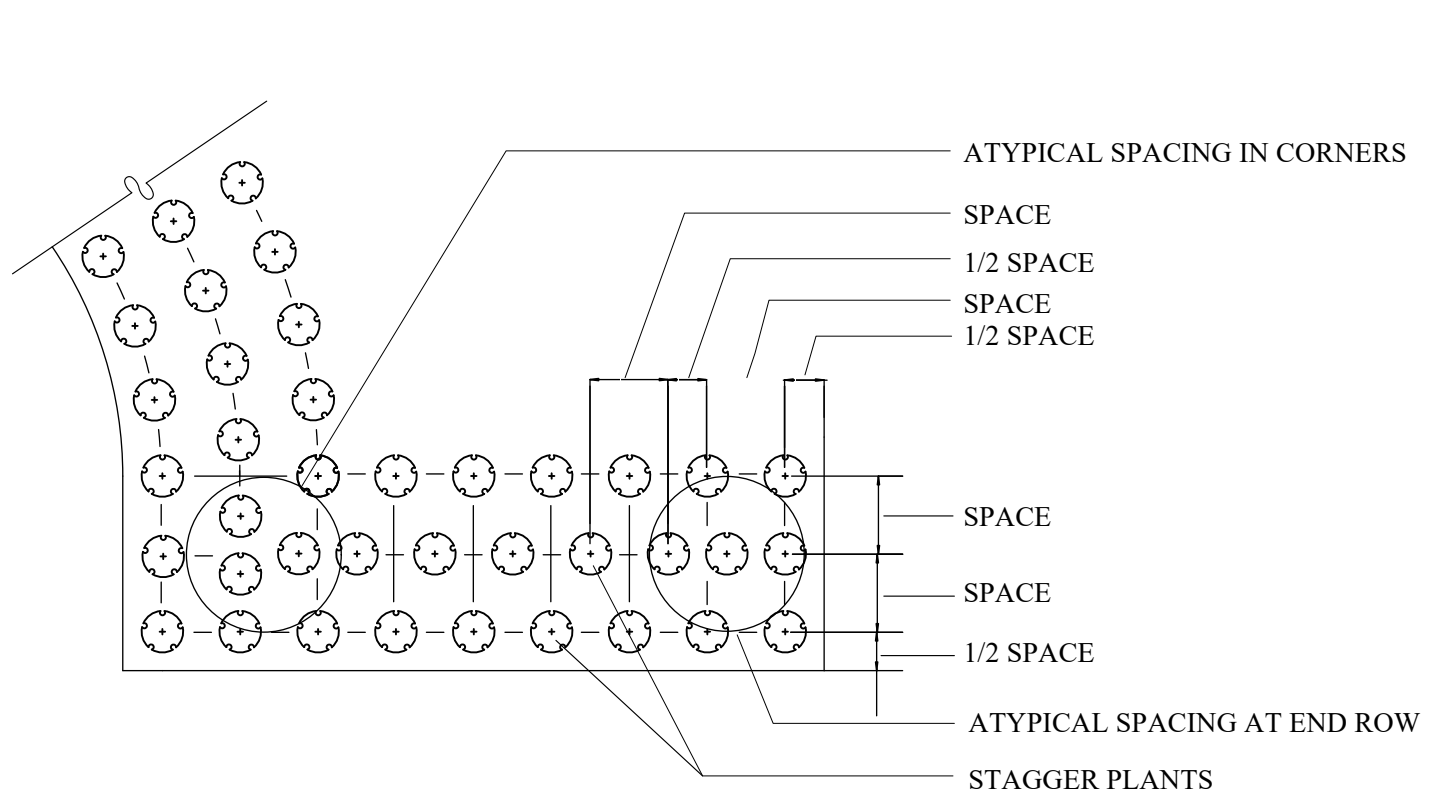 ATYPICAL SPACING IN CORNERS
SPACE
1/2 SPACE
SPACE
1/2 SPACE
SPACE
SPACE
1/2 SPACE
ATYPICAL SPACING AT END ROW
STAGGER PLANTS